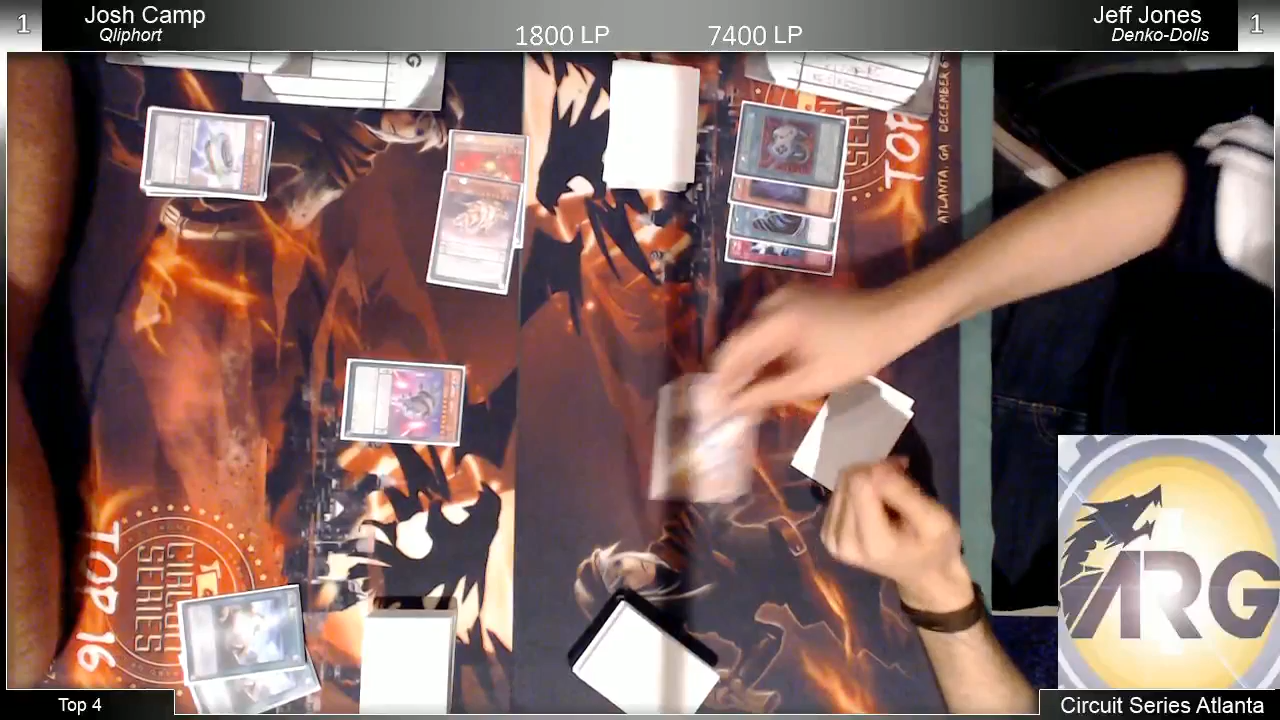 1
Josh Camp
Qliphort
1800 LP
7400 LP
Jeff Jones
Denko-Dolls
1
G
TOP
ATLANTA, GA DECEMBER 6
TOP 16
CIRCUIT
SERIES
ARG
Top 4
Circuit Series Atlanta